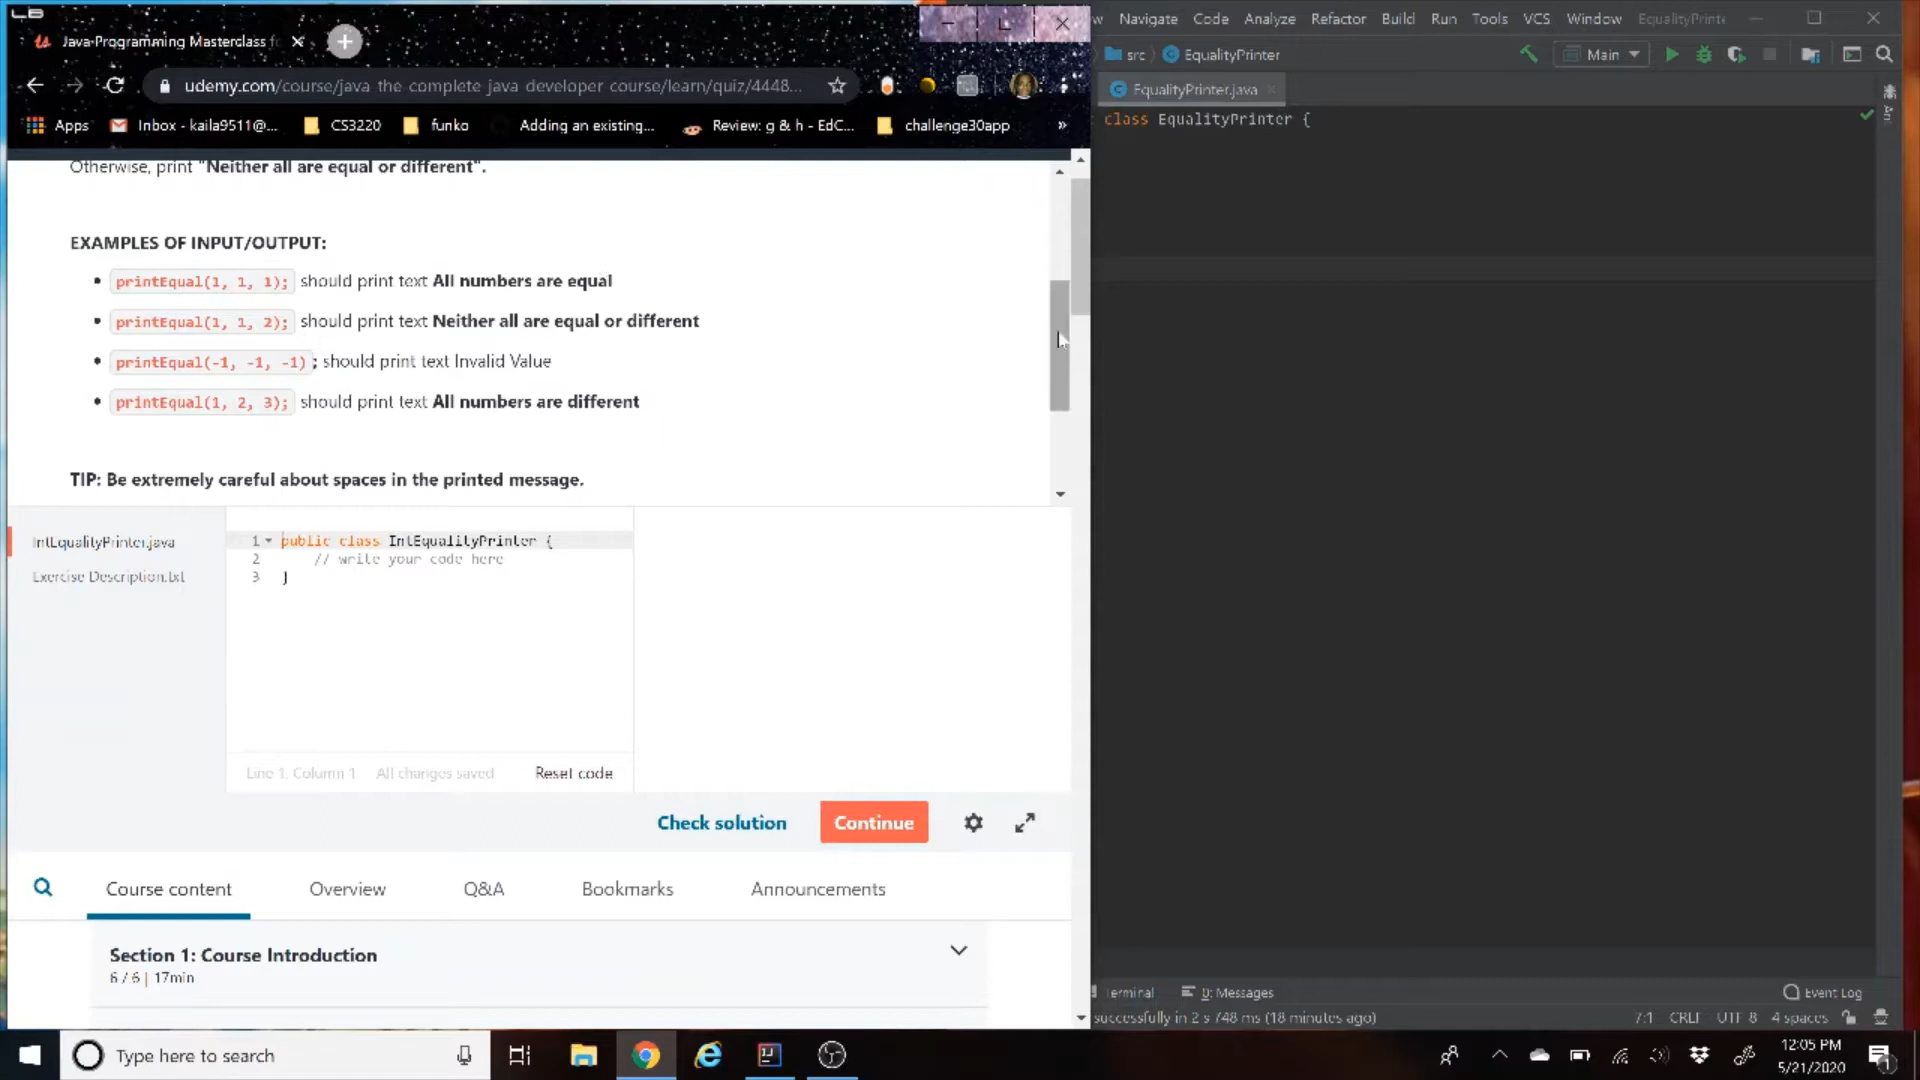 Java-Programming Masterclass fo
udemy.com/course/java the complete java developer course/learn/quiz/4448...
Apps
Inbox - kaila9511@...
CS3220
funko
Adding an existing...
Review: g & h - EdC...
challenge30app
»
Otherwise, print "Neither all are equal or different".
EXAMPLES OF INPUT/OUTPUT:
• printEqual(1, 1, 1); should print text All numbers are equal
• printEqual(1, 1, 2); should print text Neither all are equal or different
• printEqual(-1, -1, -1) ; should print text Invalid Value
• printEqual(1, 2, 3); should print text All numbers are different
TIP: Be extremely careful about spaces in the printed message.
IntEqualityPrinter.java
Exercise Description.txt
1 public class IntEqualityPrinter {
2 // write your code here
3 }
Line 1, Column 1 All changes saved Reset code
Check solution
Continue
Course content
Overview
Q&A
Bookmarks
Announcements
Section 1: Course Introduction
6 / 6 | 17min
w Navigate Code Analyze Refactor Build Run Tools VCS Window EqualityPrinte
src EqualityPrinter
Main
EqualityPrinter.java
class EqualityPrinter {
Ant
Terminal
0: Messages
Event Log
successfully in 2 s 748 ms (18 minutes ago)
7:1 CRLF UTF 8 4 spaces
Type here to search
12:05 PM
5/21/2020
1